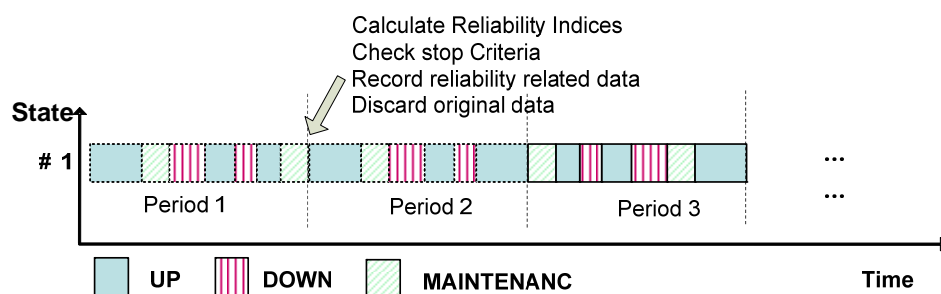 Calculate Reliability Indices
Check stop Criteria
Record reliability related data
Discard original data
State
# 1
...
...
Period 1
Period 2
Period 3
UP
DOWN
MAINTENANC
Time